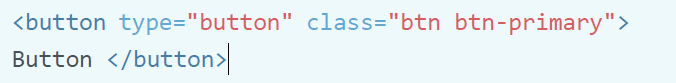 <button type="button" class="btn btn-primary">
Button </button>